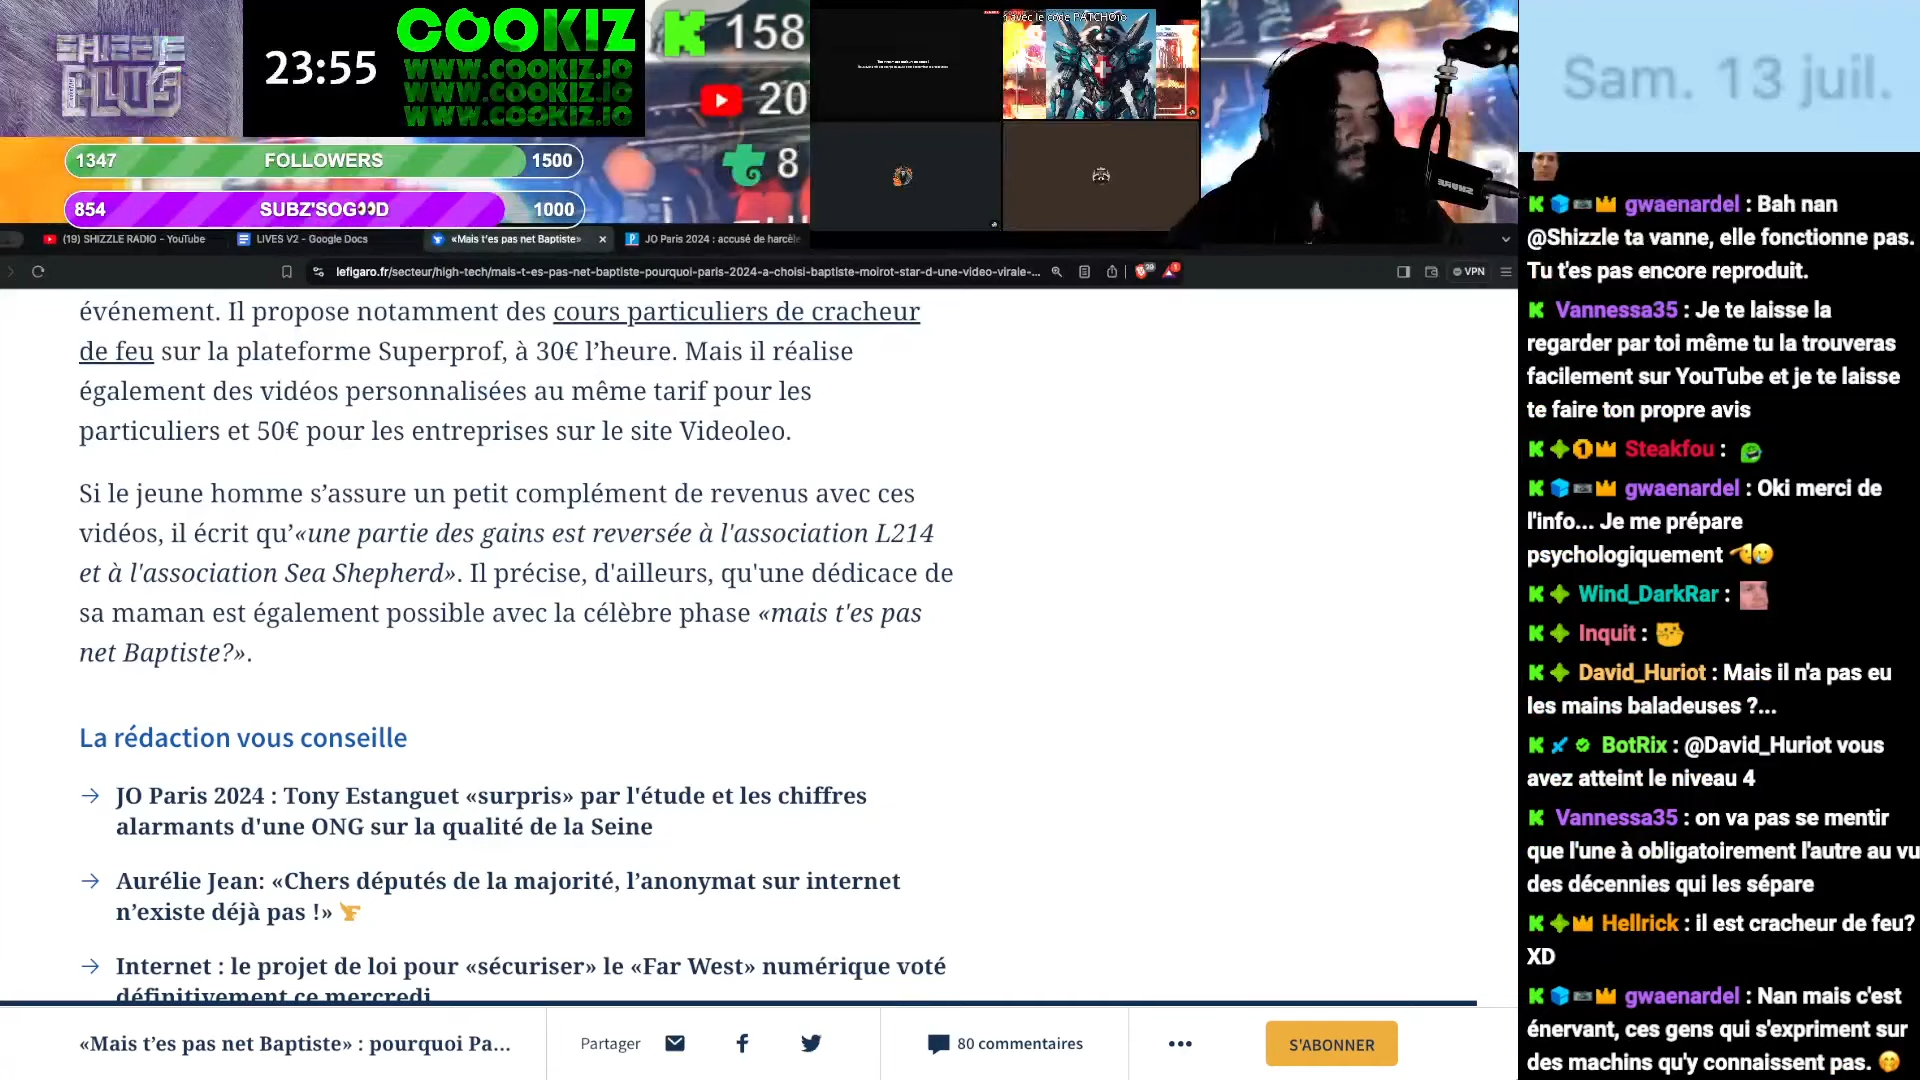 SHIZZLE
PLUS
23:55
COOKIZ
WWW.COOKIZ.IO
WWW.COOKIZ.IO
WWW.COOKIZ.IO
158
20
8
1347 FOLLOWERS 1500
854 SUBZ'SOG👀D 1000
avec le code PATCHO10
Sam. 13 juil.
(19) SHIZZLE RADIO – YouTube
LIVES V2 - Google Docs
«Mais t'es pas net Baptiste»
JO Paris 2024 : accusé de harcèl
lefigaro.fr/secteur/high-tech/mais-t-es-pas-net-baptiste-pourquoi-paris-2024-a-choisi-baptiste-moirot-star-d-une-video-virale-...
VPN
événement. Il propose notamment des cours particuliers de cracheur
de feu sur la plateforme Superprof, à 30€ l’heure. Mais il réalise
également des vidéos personnalisées au même tarif pour les
particuliers et 50€ pour les entreprises sur le site Videoleo.
Si le jeune homme s’assure un petit complément de revenus avec ces
vidéos, il écrit qu’«une partie des gains est reversée à l'association L214
et à l'association Sea Shepherd». Il précise, d'ailleurs, qu'une dédicace de
sa maman est également possible avec la célèbre phase «mais t'es pas
net Baptiste?».
La rédaction vous conseille
→ JO Paris 2024 : Tony Estanguet «surpris» par l'étude et les chiffres
alarmants d'une ONG sur la qualité de la Seine
→ Aurélie Jean: «Chers députés de la majorité, l’anonymat sur internet
n’existe déjà pas !»
→ Internet : le projet de loi pour «sécuriser» le «Far West» numérique voté
définitivement ce mercredi
«Mais t’es pas net Baptiste» : pourquoi Pa...
Partager
80 commentaires
S'ABONNER
gwaenardel : Bah nan
@Shizzle ta vanne, elle fonctionne pas.
Tu t'es pas encore reproduit.
Vannessa35 : Je te laisse la
regarder par toi même tu la trouveras
facilement sur YouTube et je te laisse
te faire ton propre avis
Steakfou :
gwaenardel : Oki merci de
l'info... Je me prépare
psychologiquement 🫡🥲
Wind_DarkRar :
Inquit :
David_Huriot : Mais il n'a pas eu
les mains baladeuses ?...
BotRix : @David_Huriot vous
avez atteint le niveau 4
Vannessa35 : on va pas se mentir
que l'une à obligatoirement l'autre au vu
des décennies qui les sépare
Hellrick : il est cracheur de feu?
XD
gwaenardel : Nan mais c'est
énervant, ces gens qui s'expriment sur
des machins qu'y connaissent pas. 🤭